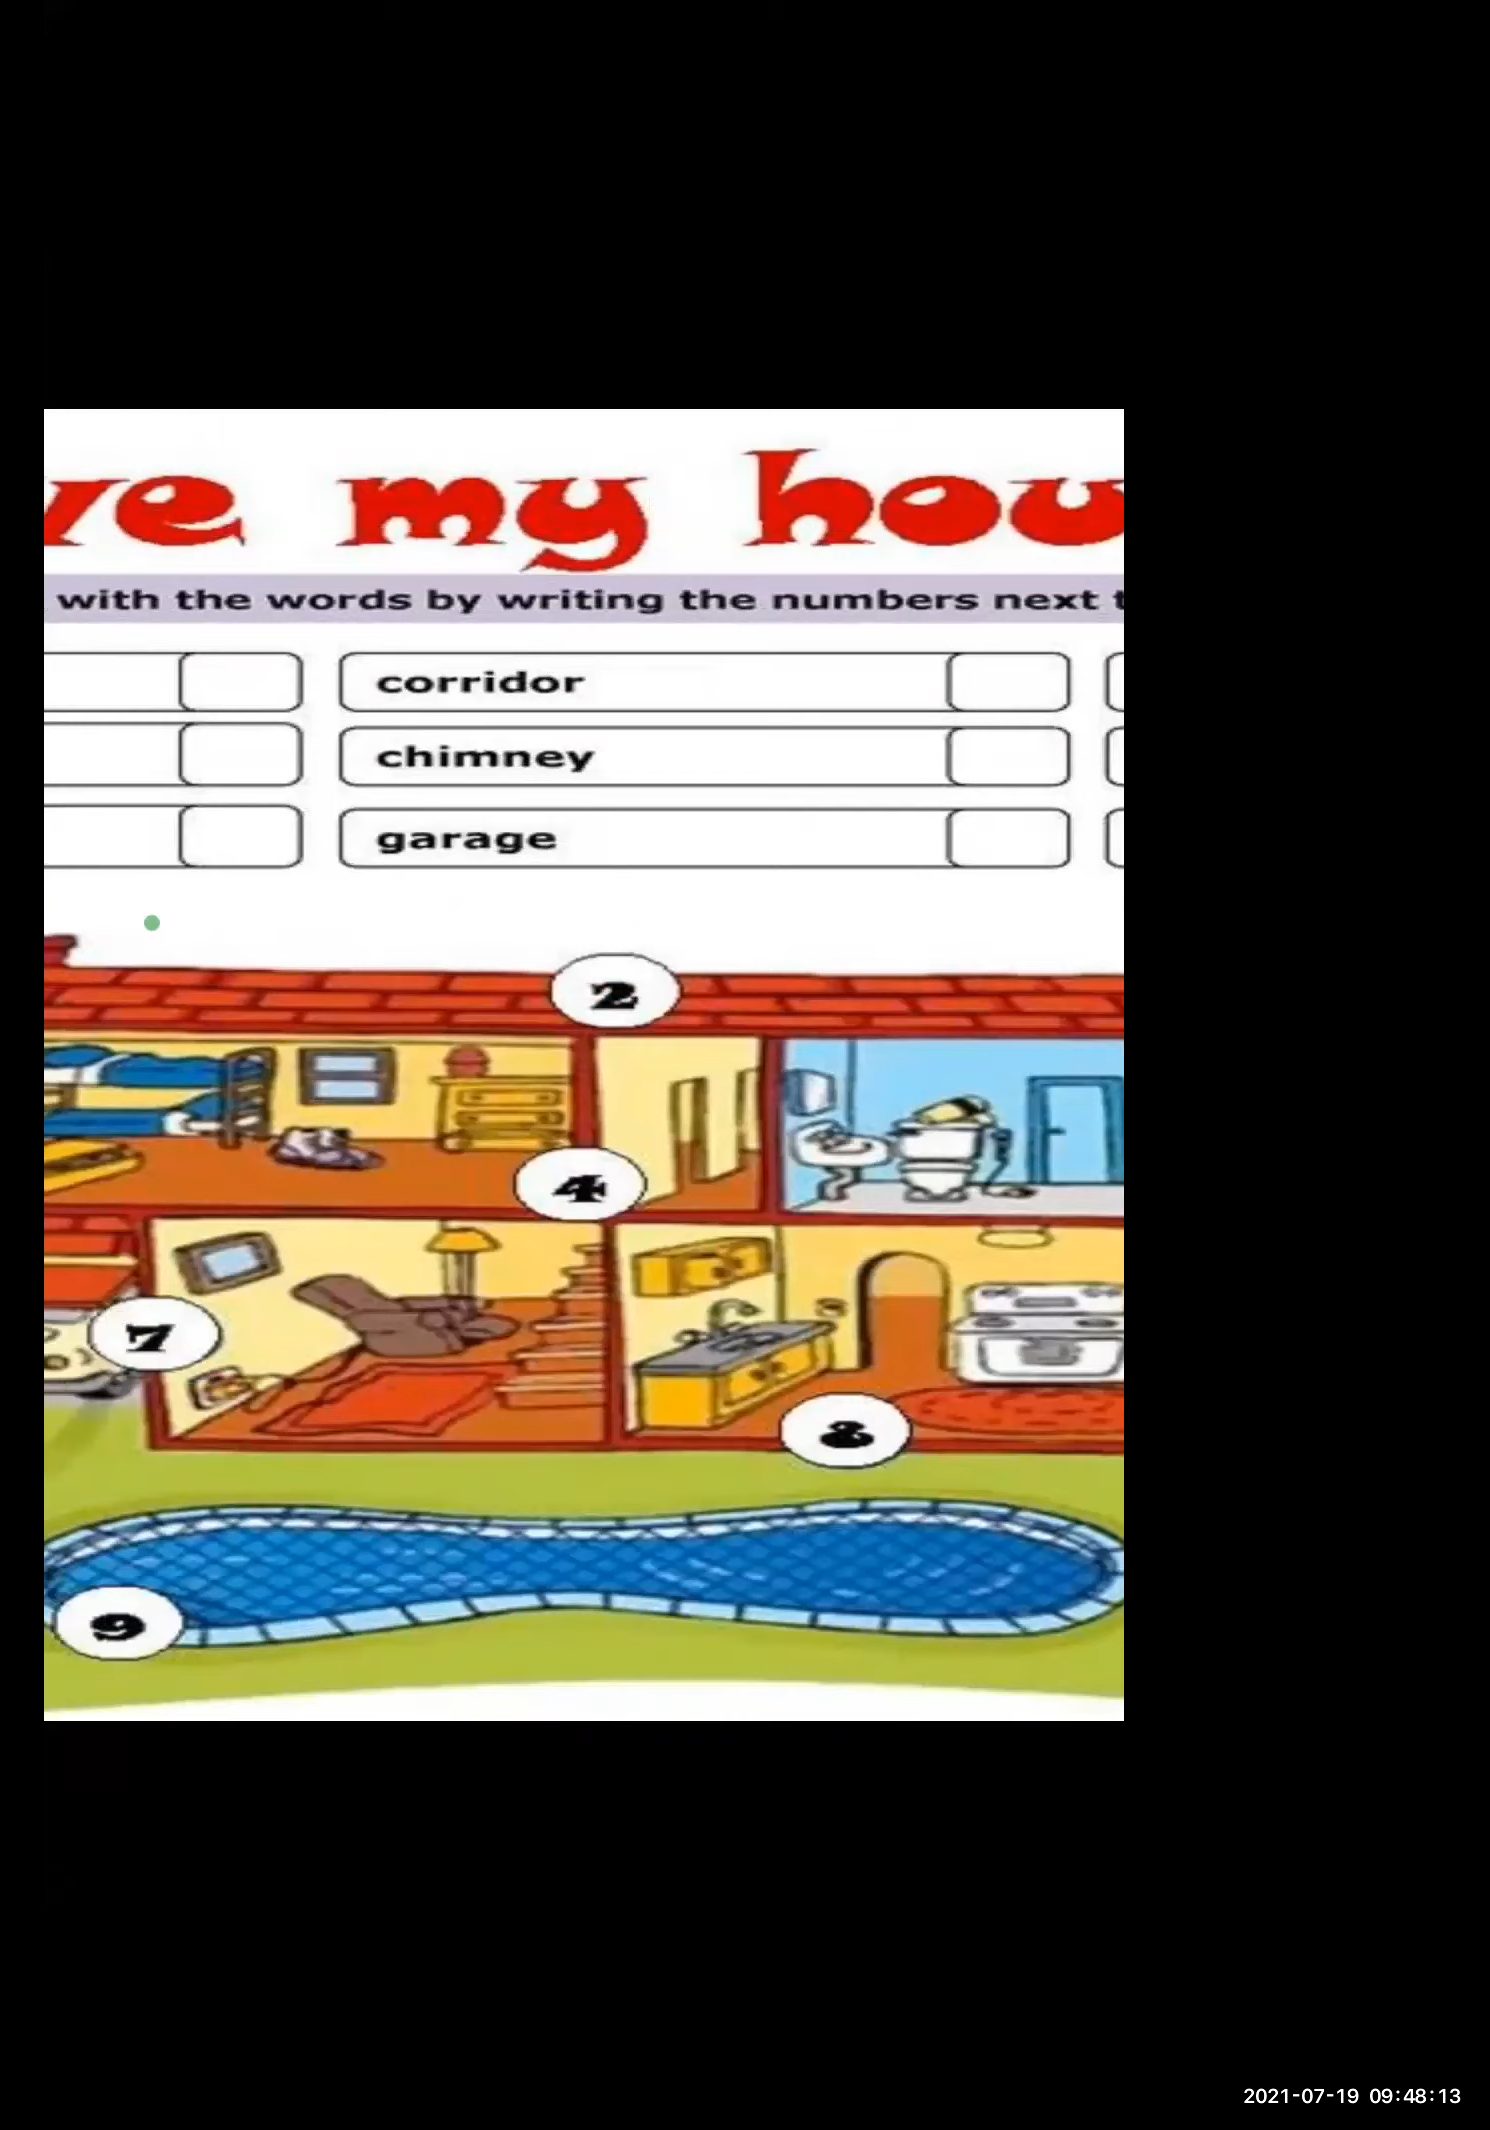 ve my hou
with the words by writing the numbers next t
corridor
chimney
garage
2
4
7
8
9
2021-07-19 09:48:13